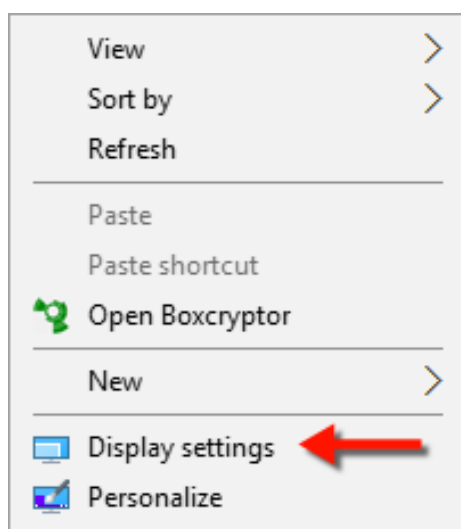 View
Sort by
Refresh
Paste
Paste shortcut
Open Boxcryptor
New
Display settings
Personalize